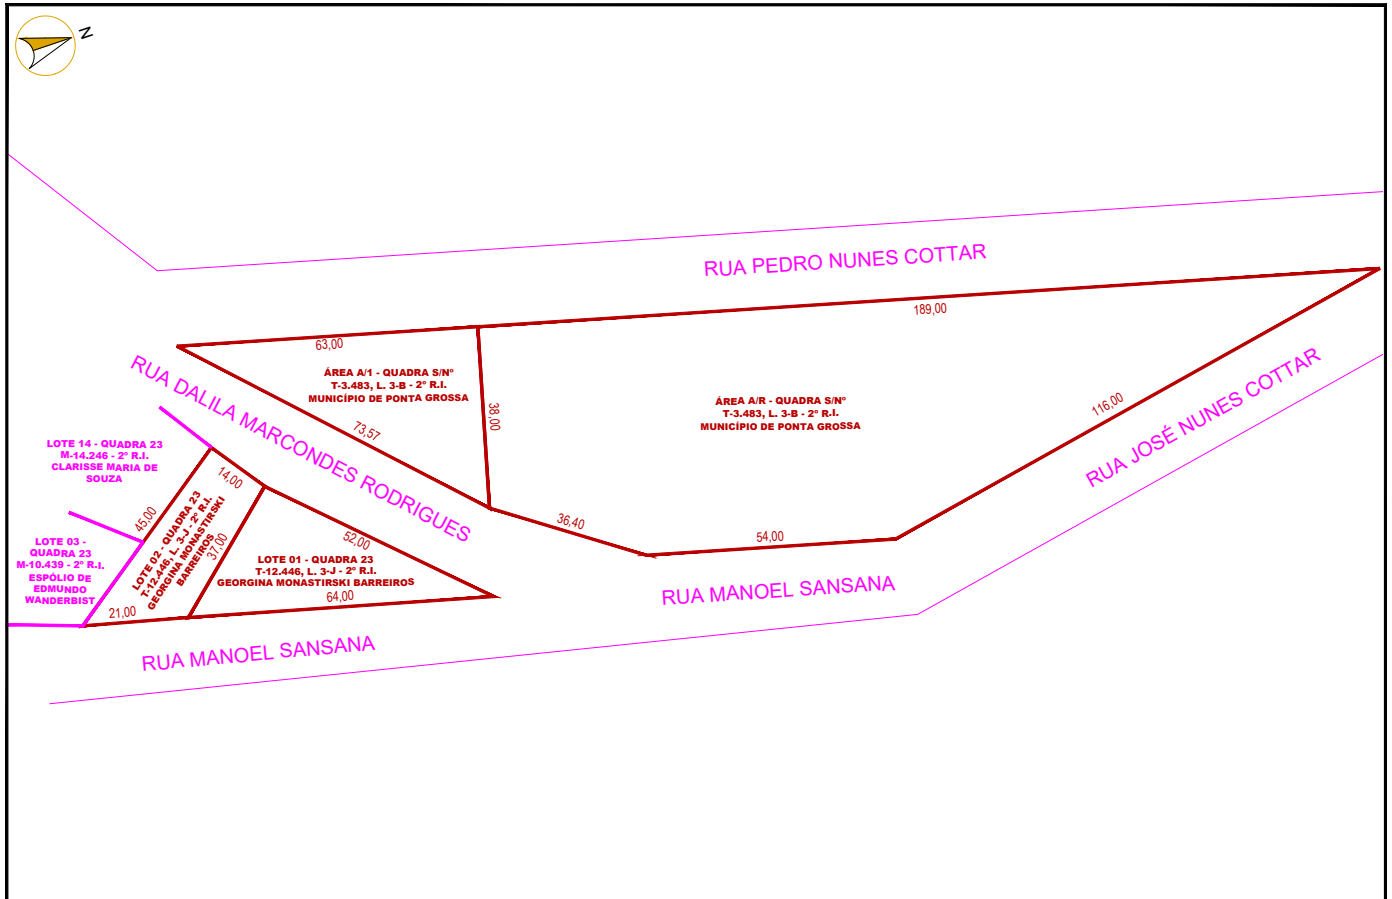 N
RUA PEDRO NUNES COTTAR
189,00
63,00
ÁREA A/1 - QUADRA S/Nº
T-3.483, L. 3-B - 2º R.I.
MUNICÍPIO DE PONTA GROSSA
38,00
73,57
ÁREA A/R - QUADRA S/Nº
T-3.483, L. 3-B - 2º R.I.
MUNICÍPIO DE PONTA GROSSA
116,00
RUA JOSÉ NUNES COTTAR
RUA DALILA MARCONDES RODRIGUES
36,40
54,00
RUA MANOEL SANSANA
LOTE 14 - QUADRA 23
M-14.246 - 2º R.I.
CLARISSE MARIA DE
SOUZA
14,00
45,00
LOTE 02 - QUADRA 23
T-12.446, L. 3-J - 2º R.I.
GEORGINA MONASTIRSKI
BARREIROS
37,00
52,00
LOTE 01 - QUADRA 23
T-12.446, L. 3-J - 2º R.I.
GEORGINA MONASTIRSKI BARREIROS
64,00
LOTE 03 -
QUADRA 23
M-10.439 - 2º R.I.
ESPÓLIO DE
EDMUNDO
WANDERBIST
21,00
RUA MANOEL SANSANA